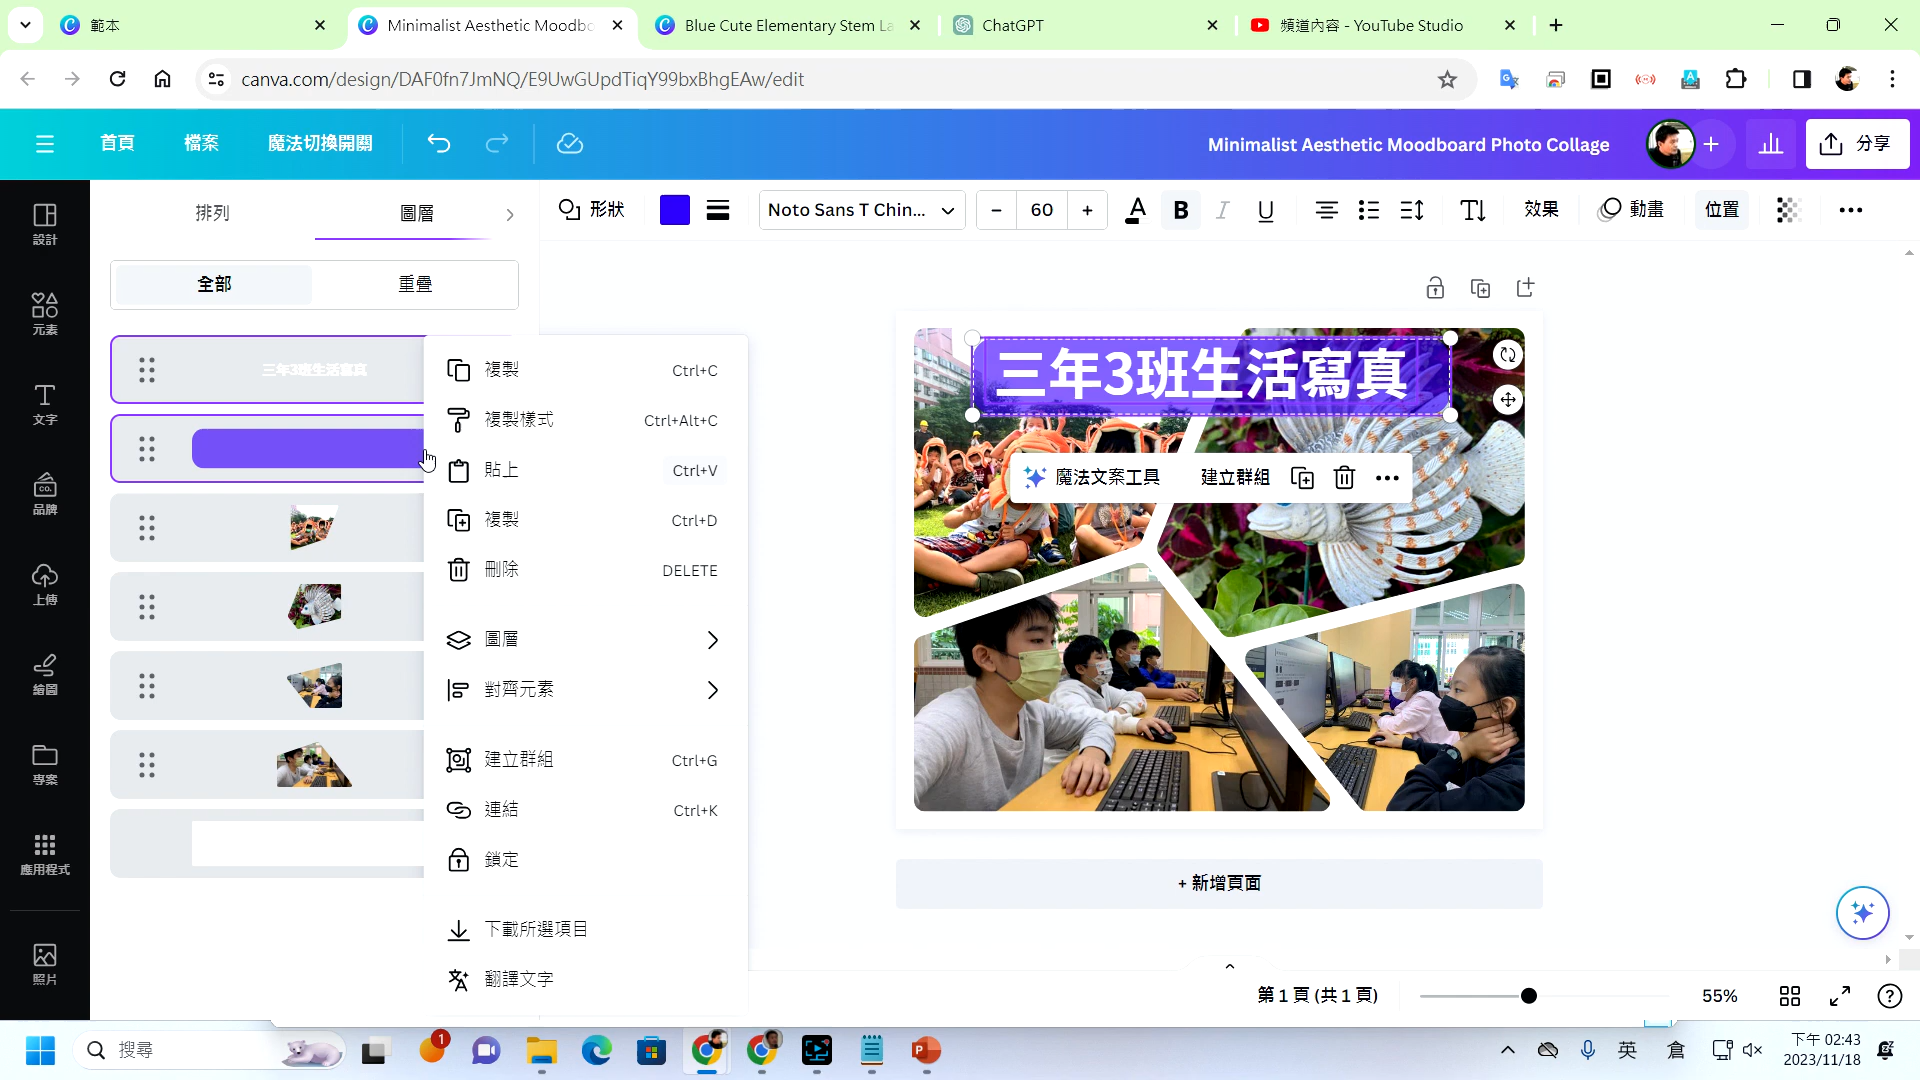 範本
Minimalist Aesthetic Moodbo
Blue Cute Elementary Stem La
ChatGPT
頻道內容 - YouTube Studio
canva.com/design/DAF0fn7JmNQ/E9UwGUpdTiqY99bxBhgEAw/edit
首頁
檔案
魔法切換開關
Minimalist Aesthetic Moodboard Photo Collage
分享
設計
元素
文字
CO.
品牌
上傳
繪圖
專案
應用程式
照片
排列
圖層
全部
重疊
三年3班生活寫真
形狀
Noto Sans T Chin...
60
B
I
U
效果
動畫
位置
複製 Ctrl+C
複製樣式 Ctrl+Alt+C
貼上 Ctrl+V
複製 Ctrl+D
刪除 DELETE
圖層
對齊元素
建立群組 Ctrl+G
連結 Ctrl+K
鎖定
下載所選項目
翻譯文字
三年3班生活寫真
魔法文案工具
建立群組
+ 新增頁面
第 1 頁 (共 1 頁)
55%
搜尋
1
英
倉
下午 02:43
2023/11/18